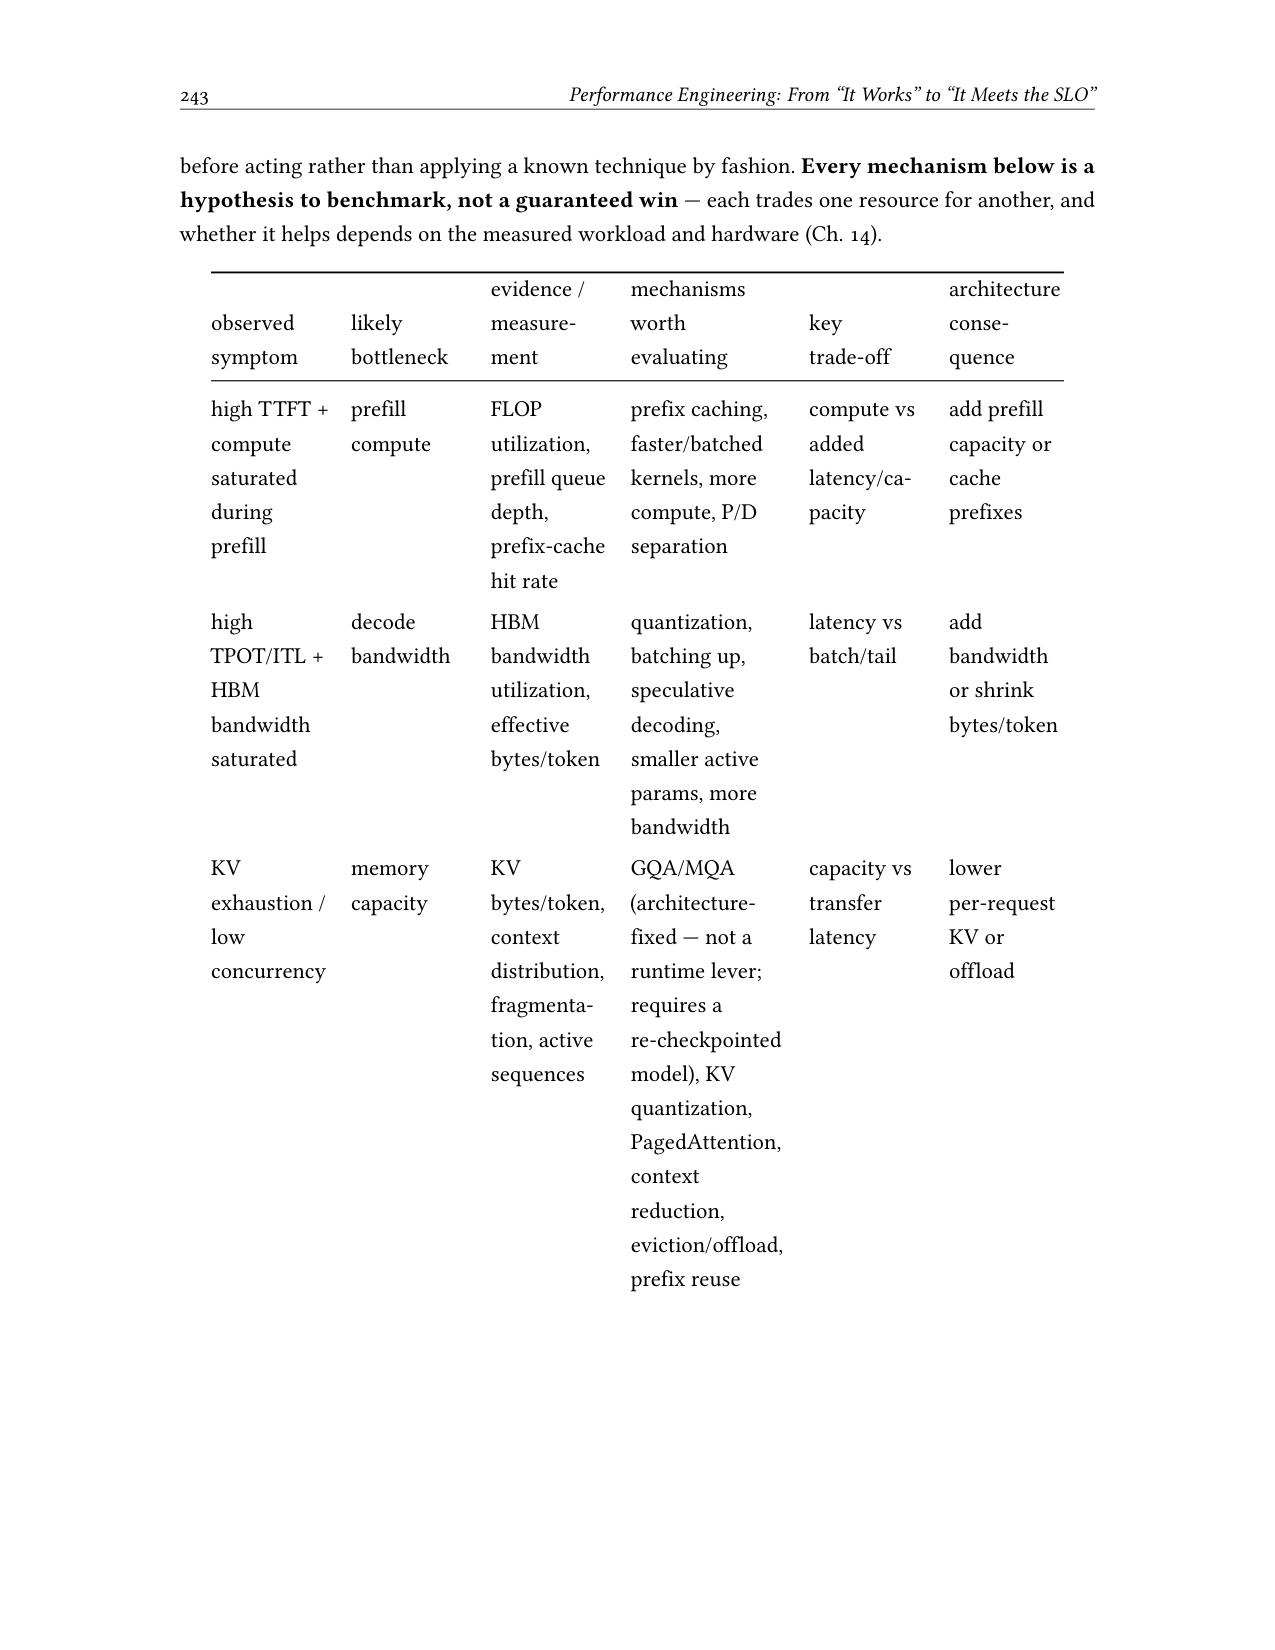 243 Performance Engineering: From “It Works” to “It Meets the SLO”
before acting rather than applying a known technique by fashion. Every mechanism below is a
hypothesis to benchmark, not a guaranteed win — each trades one resource for another, and
whether it helps depends on the measured workload and hardware (Ch. 14).
evidence / mechanisms architecture
observed likely measure- worth key conse-
symptom bottleneck ment evaluating trade-off quence
high TTFT + prefill FLOP prefix caching, compute vs add prefill
compute compute utilization, faster/batched added capacity or
saturated prefill queue kernels, more latency/ca- cache
during depth, compute, P/D pacity prefixes
prefill prefix-cache separation
hit rate
high decode HBM quantization, latency vs add
TPOT/ITL + bandwidth bandwidth batching up, batch/tail bandwidth
HBM utilization, speculative or shrink
bandwidth effective decoding, bytes/token
saturated bytes/token smaller active
params, more
bandwidth
KV memory KV GQA/MQA capacity vs lower
exhaustion / capacity bytes/token, (architecture- transfer per-request
low context fixed — not a latency KV or
concurrency distribution, runtime lever; offload
fragmenta- requires a
tion, active re-checkpointed
sequences model), KV
quantization,
PagedAttention,
context
reduction,
eviction/offload,
prefix reuse